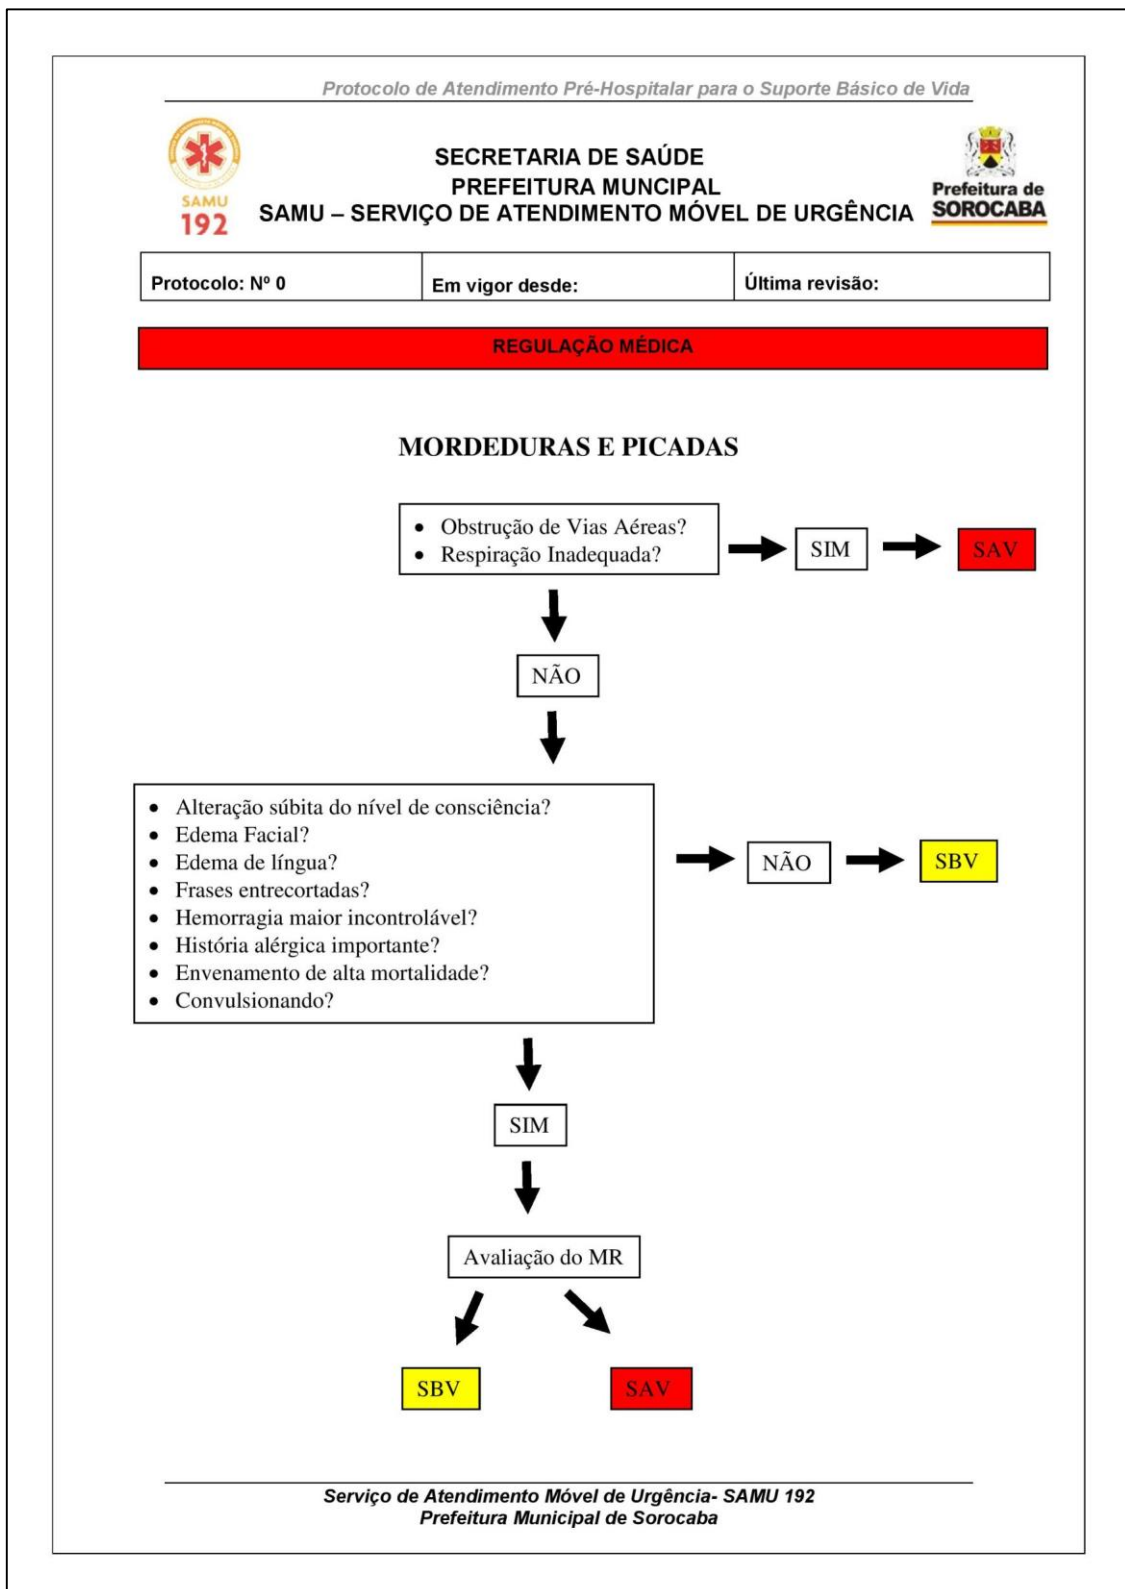 Protocolo de Atendimento Pré-Hospitalar para o Suporte Básico de Vida
SAMU
192
SECRETARIA DE SAÚDE
PREFEITURA MUNCIPAL
SAMU – SERVIÇO DE ATENDIMENTO MÓVEL DE URGÊNCIA
Prefeitura de
SOROCABA
Protocolo: Nº 0
Em vigor desde:
Última revisão:
REGULAÇÃO MÉDICA
MORDEDURAS E PICADAS
• Obstrução de Vias Aéreas?
• Respiração Inadequada?
SIM
SAV
NÃO
• Alteração súbita do nível de consciência?
• Edema Facial?
• Edema de língua?
• Frases entrecortadas?
• Hemorragia maior incontrolável?
• História alérgica importante?
• Envenamento de alta mortalidade?
• Convulsionando?
NÃO
SBV
SIM
Avaliação do MR
SBV
SAV
Serviço de Atendimento Móvel de Urgência- SAMU 192
Prefeitura Municipal de Sorocaba